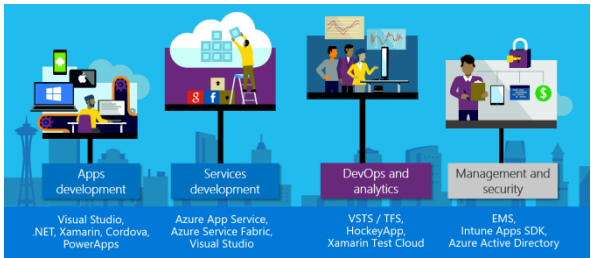 Apps
development
Services
development
DevOps and
analytics
Management and
security
Visual Studio,
.NET, Xamarin, Cordova,
PowerApps
Azure App Service,
Azure Service Fabric,
Visual Studio
VSTS / TFS,
HockeyApp,
Xamarin Test Cloud
EMS,
Intune Apps SDK,
Azure Active Directory